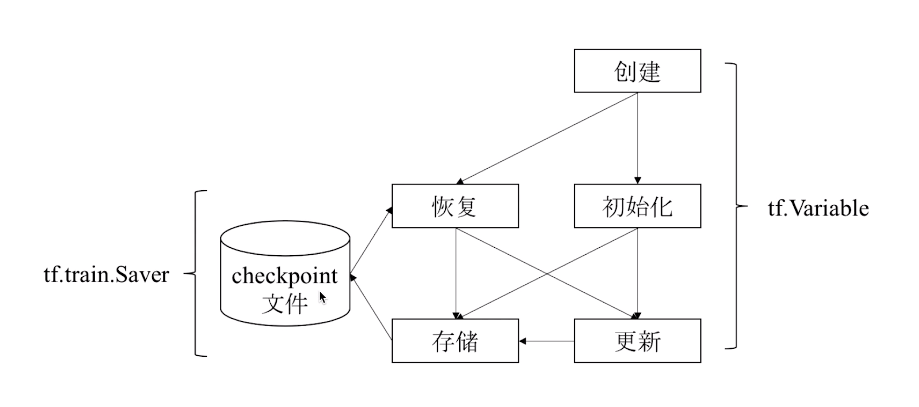 创建
恢复
初始化
tf.Variable
tf.train.Saver
checkpoint
文件
存储
更新